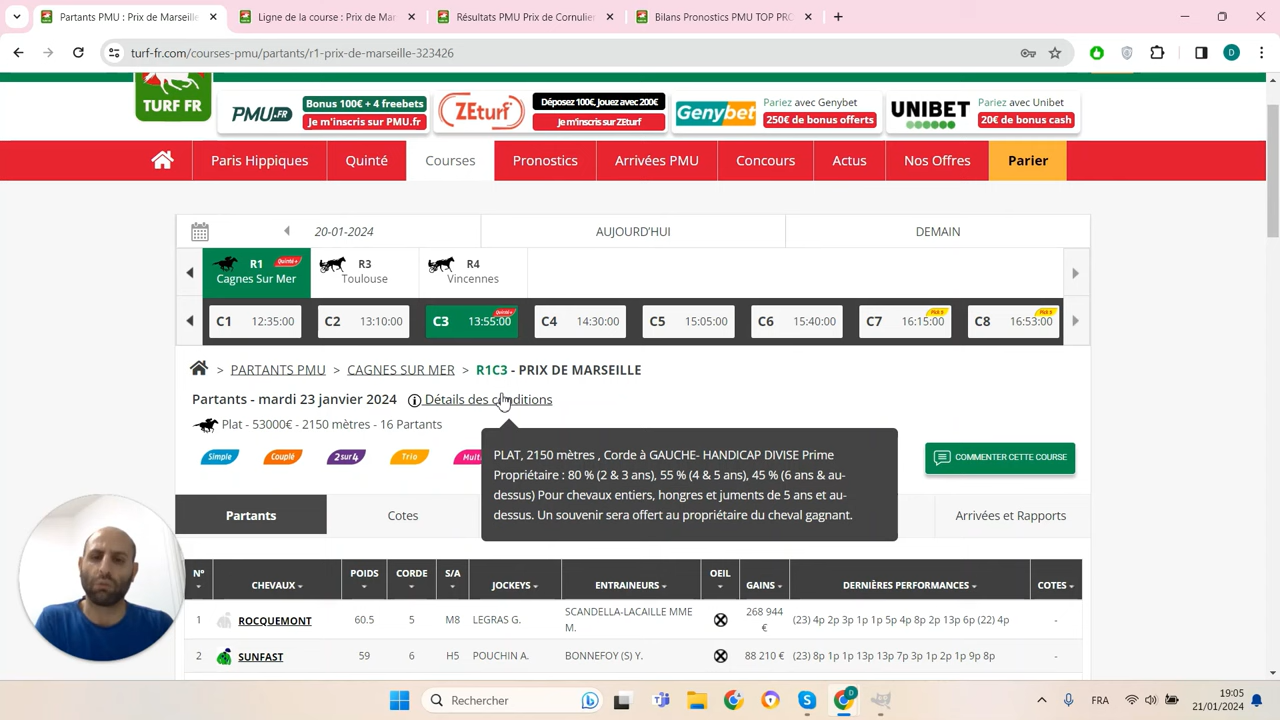 Partants PMU : Prix de Marseille
Ligne de la course : Prix de Mar
Résultats PMU Prix de Cornulier
Bilans Pronostics PMU TOP PRO
turf-fr.com/courses-pmu/partants/r1-prix-de-marseille-323426
D
TURF FR
PMU.FR
Bonus 100€ + 4 freebets
Je m'inscris sur PMU.fr
ZEturf
Déposez 100€, Jouez avec 200€
Je m'inscris sur ZEturf
Genybet
Pariez avec Genybet
250€ de bonus offerts
UNIBET
Pariez avec Unibet
20€ de bonus cash
Paris Hippiques
Quinté
Courses
Pronostics
Arrivées PMU
Concours
Actus
Nos Offres
Parier
20-01-2024
AUJOURD'HUI
DEMAIN
R1 Quinté+
Cagnes Sur Mer
R3
Toulouse
R4
Vincennes
C1 12:35:00
C2 13:10:00
C3 13:55:00 Quinté+
C4 14:30:00
C5 15:05:00
C6 15:40:00
C7 16:15:00 Pick 5
C8 16:53:00 Pick 5
> PARTANTS PMU > CAGNES SUR MER > R1C3 - PRIX DE MARSEILLE
Partants - mardi 23 janvier 2024 Détails des conditions
Plat - 53000€ - 2150 mètres - 16 Partants
Simple
Couplé
2sur4
Trio
Multi
PLAT, 2150 mètres , Corde à GAUCHE- HANDICAP DIVISE Prime
Propriétaire : 80 % (2 & 3 ans), 55 % (4 & 5 ans), 45 % (6 ans & au-
dessus) Pour chevaux entiers, hongres et juments de 5 ans et au-
dessus. Un souvenir sera offert au propriétaire du cheval gagnant.
COMMENTER CETTE COURSE
Partants
Cotes
Arrivées et Rapports
N° CHEVAUX POIDS CORDE S/A JOCKEYS ENTRAINEURS OEIL GAINS DERNIÈRES PERFORMANCES COTES
1 ROCQUEMONT 60.5 5 M8 LEGRAS G. SCANDELLA-LACAILLE MME M. 268 944 € (23) 4p 2p 3p 1p 1p 5p 4p 8p 2p 13p 6p (22) 4p -
2 SUNFAST 59 6 H5 POUCHIN A. BONNEFOY (S) Y. 88 210 € (23) 8p 1p 1p 13p 13p 7p 3p 1p 2p 1p 9p 8p -
Rechercher
FRA
19:05
21/01/2024